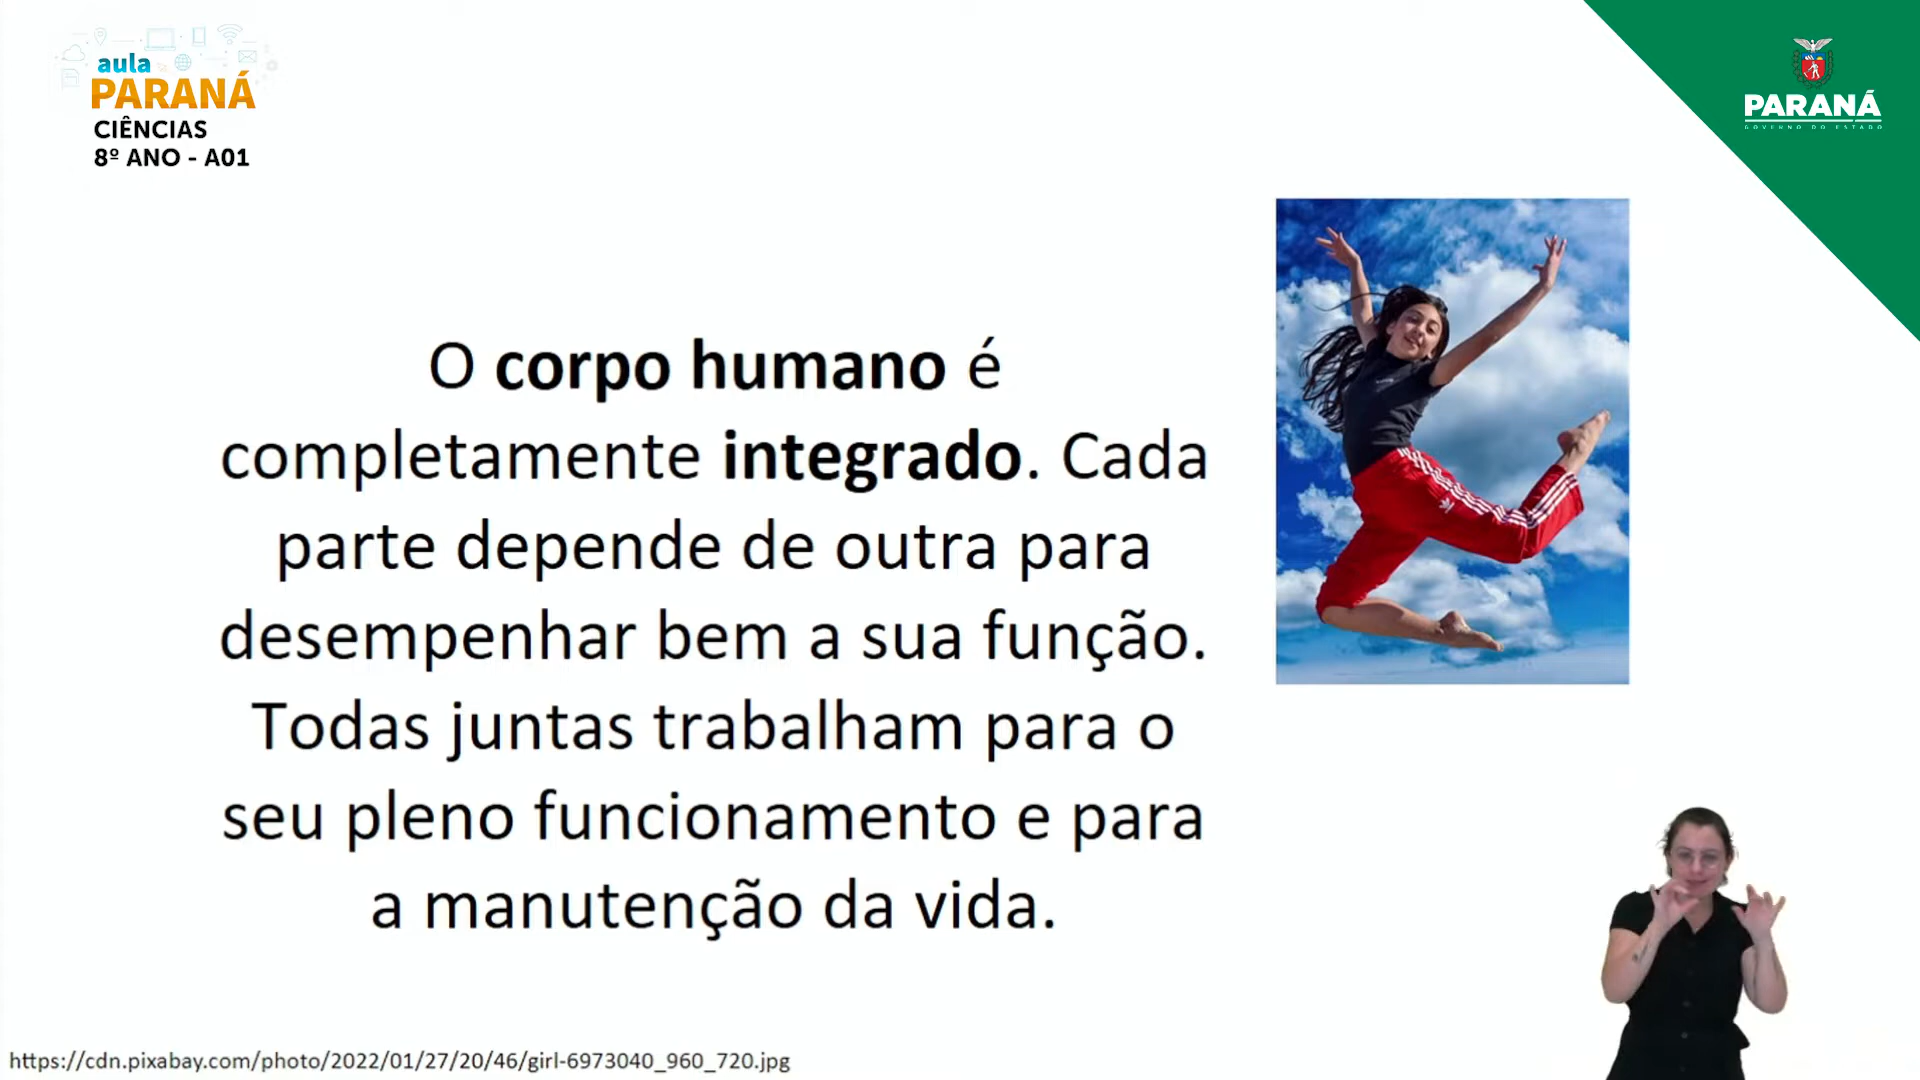 aula
PARANÁ
CIÊNCIAS
8º ANO - A01
PARANÁ
GOVERNO DO ESTADO
O corpo humano é
completamente integrado. Cada
parte depende de outra para
desempenhar bem a sua função.
Todas juntas trabalham para o
seu pleno funcionamento e para
a manutenção da vida.
https://cdn.pixabay.com/photo/2022/01/27/20/46/girl-6973040_960_720.jpg